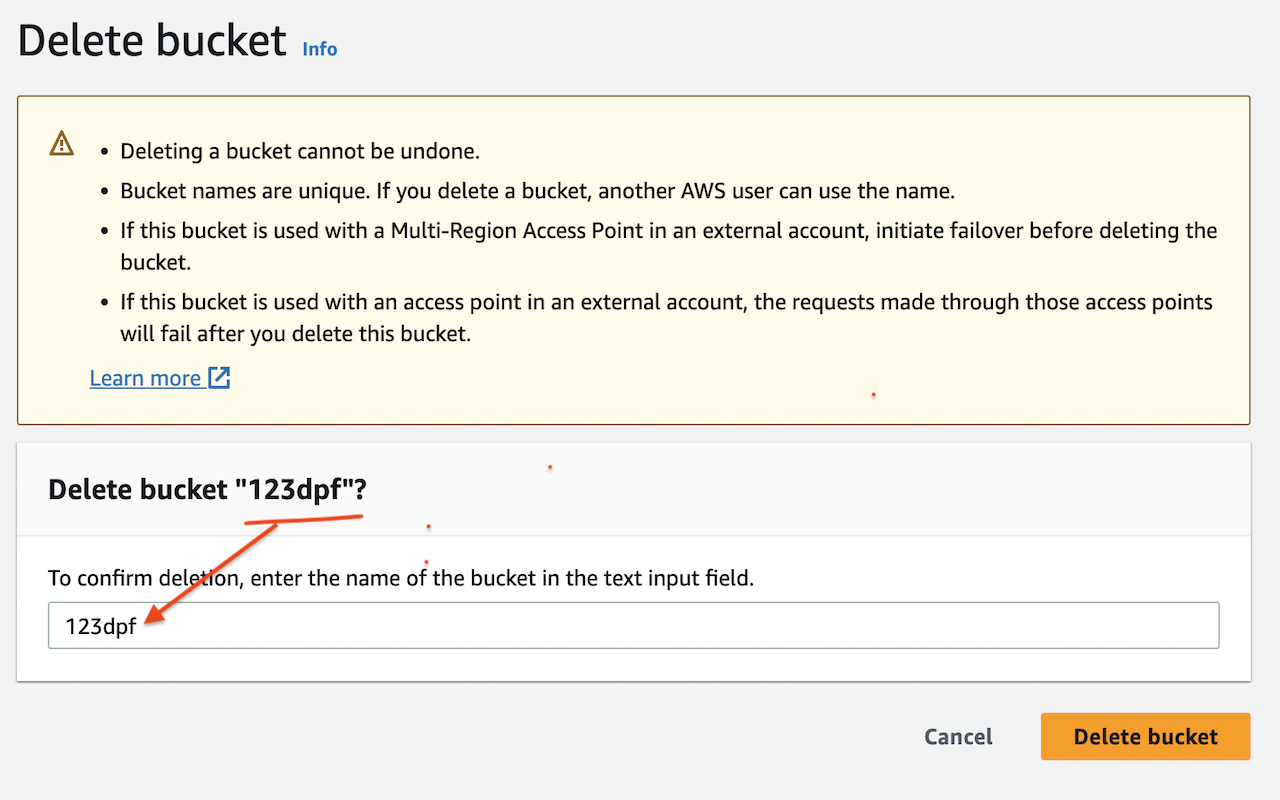 Delete bucket Info
• Deleting a bucket cannot be undone.
• Bucket names are unique. If you delete a bucket, another AWS user can use the name.
• If this bucket is used with a Multi-Region Access Point in an external account, initiate failover before deleting the
bucket.
• If this bucket is used with an access point in an external account, the requests made through those access points
will fail after you delete this bucket.
Learn more
Delete bucket "123dpf"?
To confirm deletion, enter the name of the bucket in the text input field.
123dpf
Cancel Delete bucket